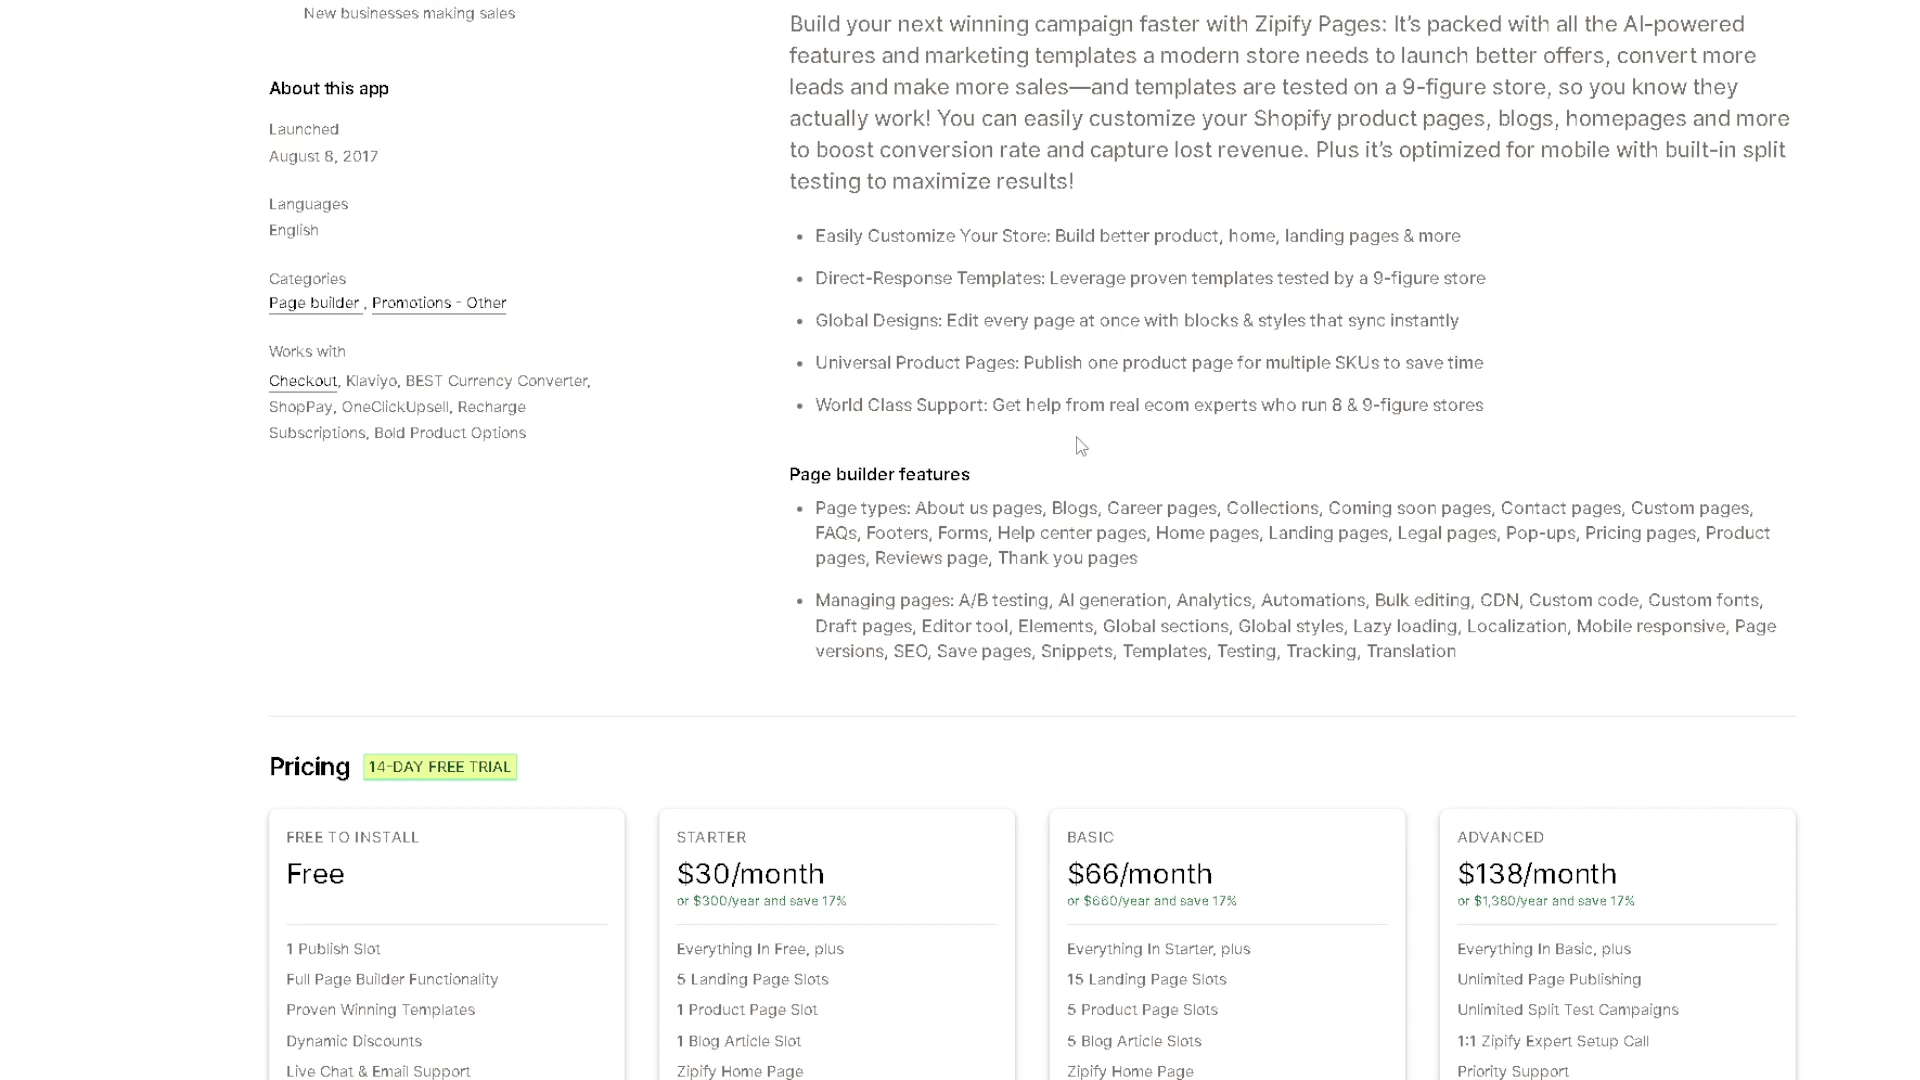 New businesses making sales
About this app
Launched
August 8, 2017
Languages
English
Categories
Page builder , Promotions - Other
Works with
Checkout, Klaviyo, BEST Currency Converter,
ShopPay, OneClickUpsell, Recharge
Subscriptions, Bold Product Options
Build your next winning campaign faster with Zipify Pages: It’s packed with all the AI-powered
features and marketing templates a modern store needs to launch better offers, convert more
leads and make more sales—and templates are tested on a 9-figure store, so you know they
actually work! You can easily customize your Shopify product pages, blogs, homepages and more
to boost conversion rate and capture lost revenue. Plus it’s optimized for mobile with built-in split
testing to maximize results!
• Easily Customize Your Store: Build better product, home, landing pages & more
• Direct-Response Templates: Leverage proven templates tested by a 9-figure store
• Global Designs: Edit every page at once with blocks & styles that sync instantly
• Universal Product Pages: Publish one product page for multiple SKUs to save time
• World Class Support: Get help from real ecom experts who run 8 & 9-figure stores
Page builder features
• Page types: About us pages, Blogs, Career pages, Collections, Coming soon pages, Contact pages, Custom pages,
FAQs, Footers, Forms, Help center pages, Home pages, Landing pages, Legal pages, Pop-ups, Pricing pages, Product
pages, Reviews page, Thank you pages
• Managing pages: A/B testing, AI generation, Analytics, Automations, Bulk editing, CDN, Custom code, Custom fonts,
Draft pages, Editor tool, Elements, Global sections, Global styles, Lazy loading, Localization, Mobile responsive, Page
versions, SEO, Save pages, Snippets, Templates, Testing, Tracking, Translation
Pricing 14-DAY FREE TRIAL
FREE TO INSTALL
Free
1 Publish Slot
Full Page Builder Functionality
Proven Winning Templates
Dynamic Discounts
Live Chat & Email Support
STARTER
$30/month
or $300/year and save 17%
Everything In Free, plus
5 Landing Page Slots
1 Product Page Slot
1 Blog Article Slot
Zipify Home Page
BASIC
$66/month
or $660/year and save 17%
Everything In Starter, plus
15 Landing Page Slots
5 Product Page Slots
5 Blog Article Slots
Zipify Home Page
ADVANCED
$138/month
or $1,380/year and save 17%
Everything In Basic, plus
Unlimited Page Publishing
Unlimited Split Test Campaigns
1:1 Zipify Expert Setup Call
Priority Support